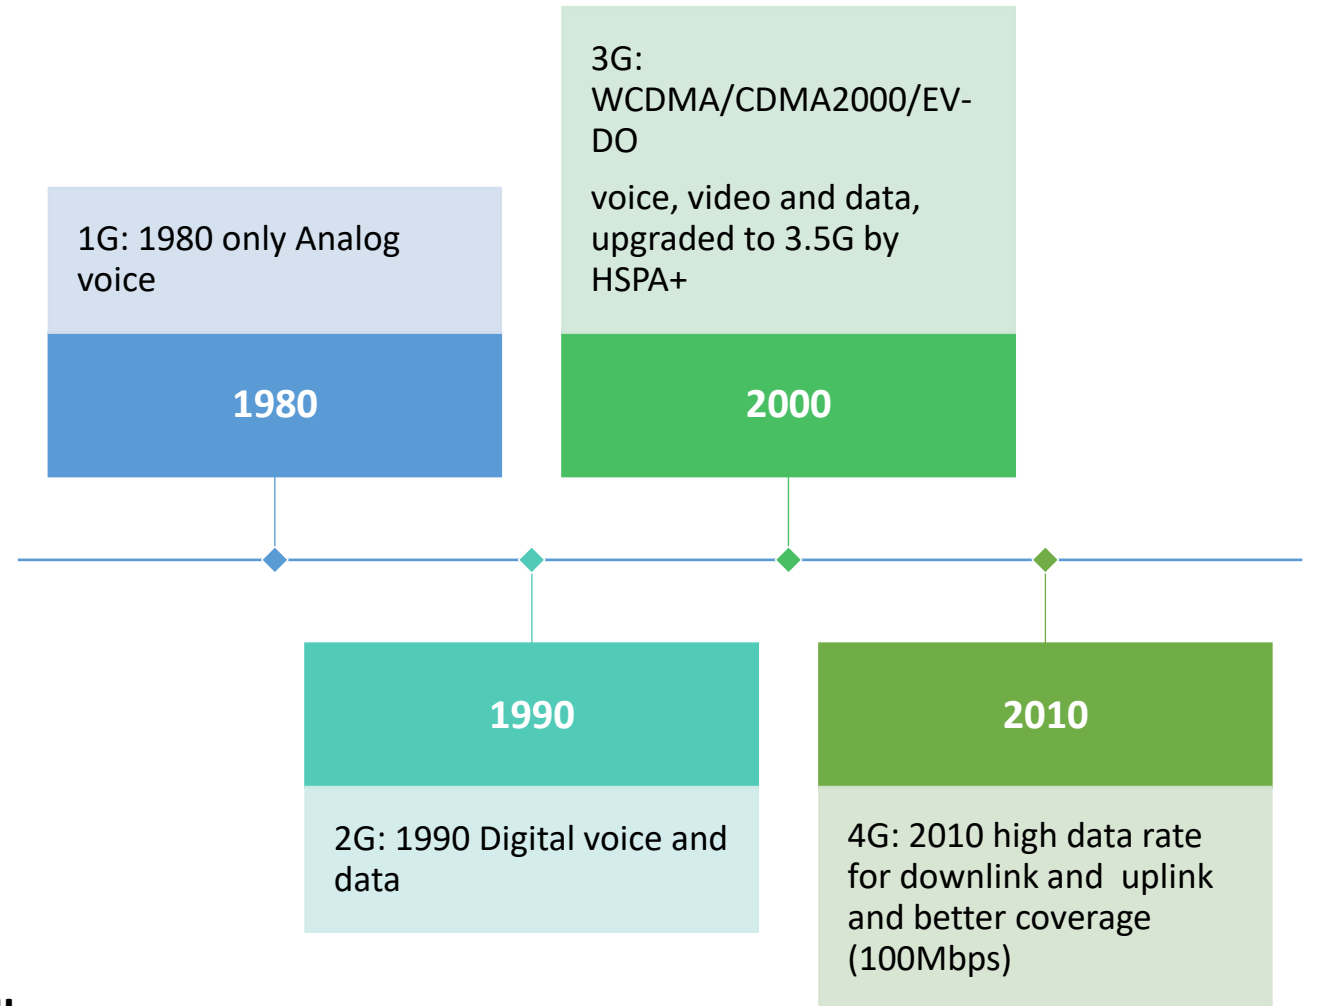 1G: 1980 only Analog
voice
1980
1990
2G: 1990 Digital voice and
data
3G:
WCDMA/CDMA2000/EV-
DO
voice, video and data,
upgraded to 3.5G by
HSPA+
2000
2010
4G: 2010 high data rate
for downlink and  uplink
and better coverage
(100Mbps)